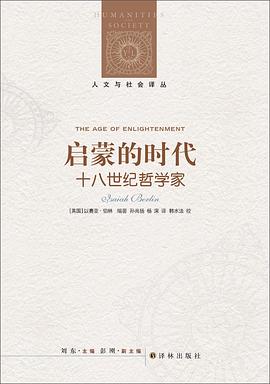 HUMANITIES
SOCIETY
人文与社会译丛
THE AGE OF ENLIGHTENMENT
启蒙的时代
十八世纪哲学家
[英国]以赛亚·伯林 编著 孙尚扬 杨深 译 韩水法 校
Isaiah Berlin
刘东·主编 彭刚·副主编
译林出版社